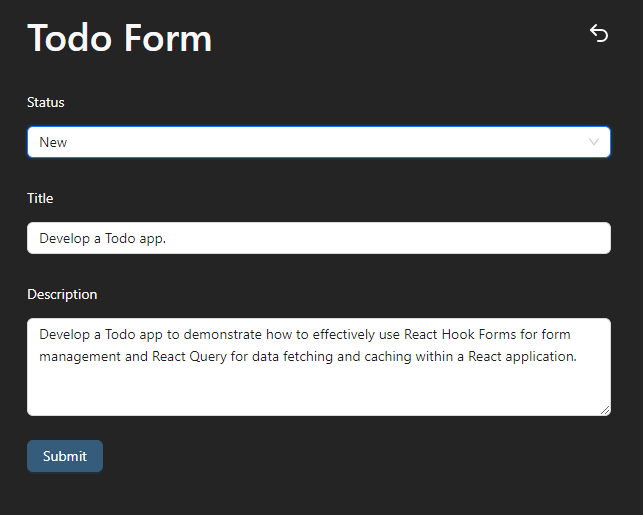 Todo Form
Status
New
Title
Develop a Todo app.
Description
Develop a Todo app to demonstrate how to effectively use React Hook Forms for form
management and React Query for data fetching and caching within a React application.
Submit